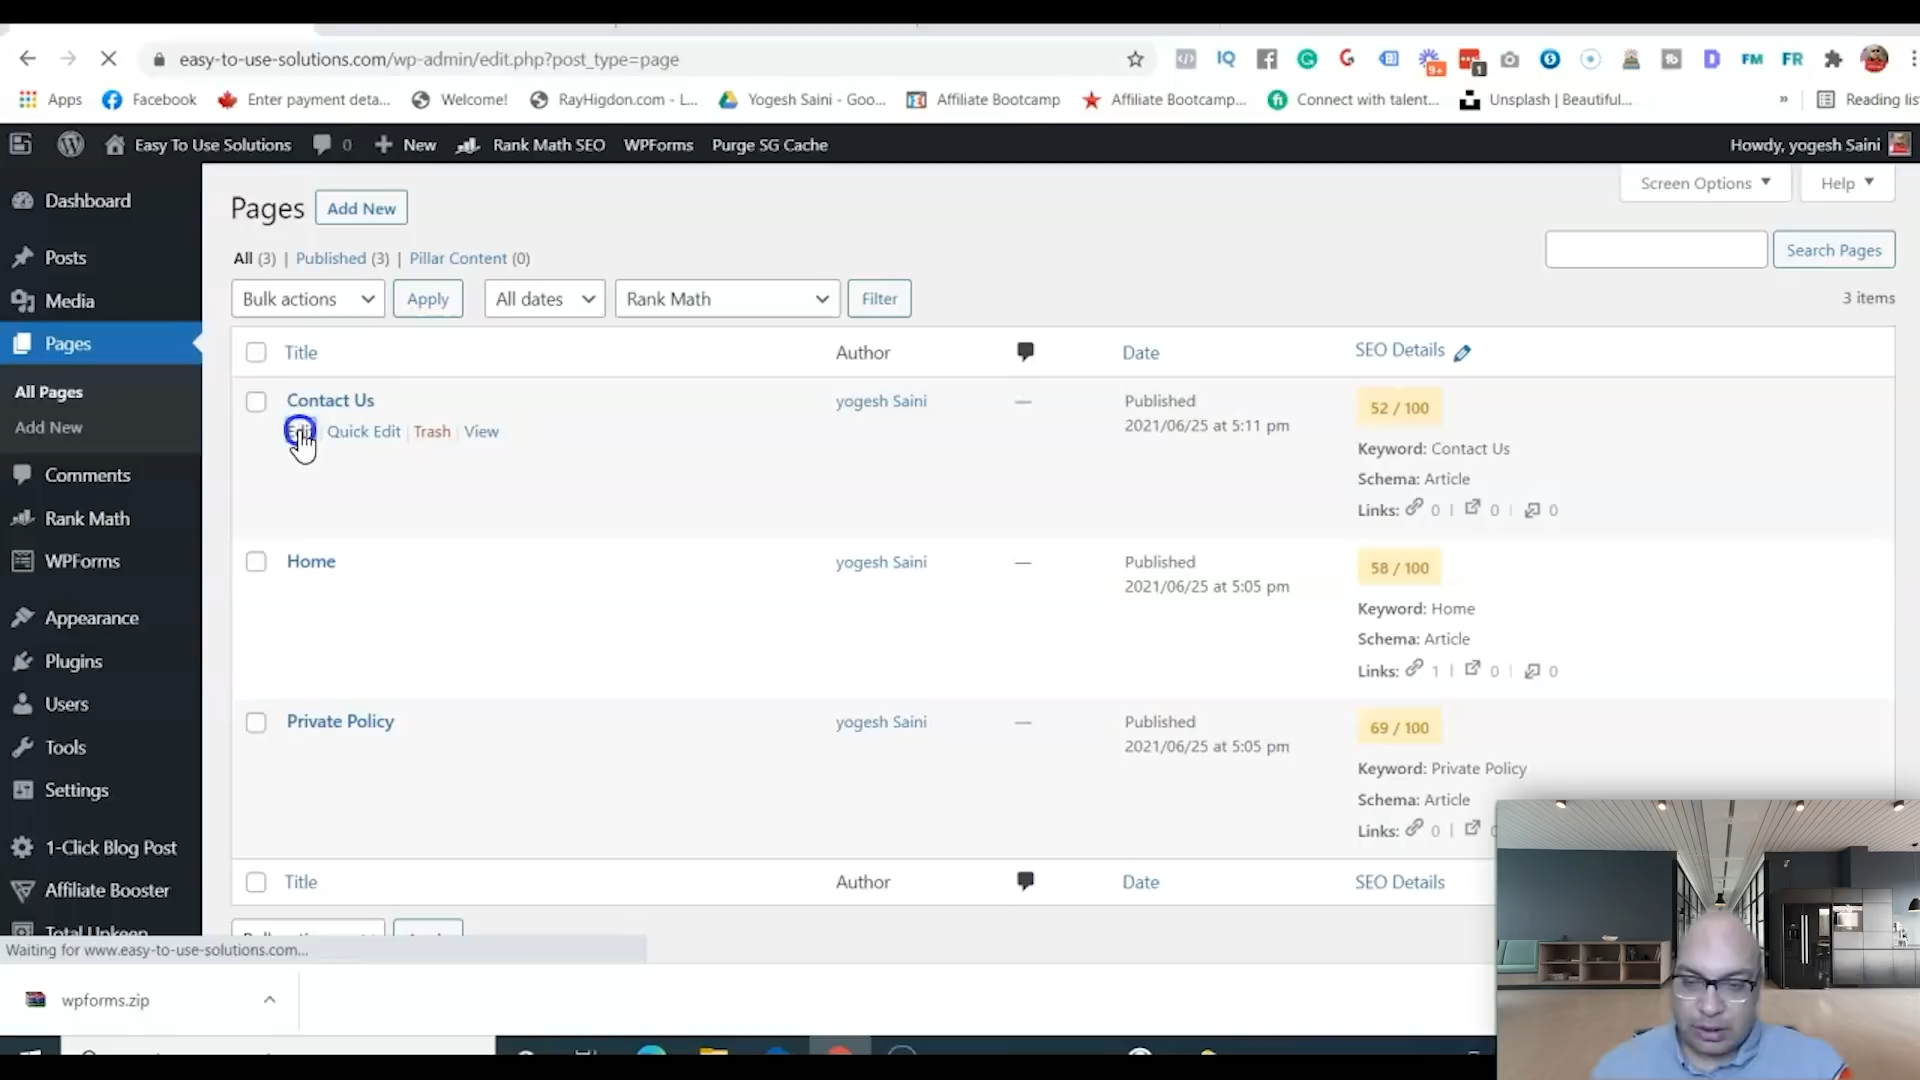 easy-to-use-solutions.com/wp-admin/edit.php?post_type=page
IQ
9+
1
FM
FR
Apps
Facebook
Enter payment deta...
Welcome!
RayHigdon.com - L...
Yogesh Saini - Goo...
Affiliate Bootcamp
Affiliate Bootcamp...
Connect with talent...
Unsplash | Beautiful...
»
Reading lis
Easy To Use Solutions
0
New
Rank Math SEO
WPForms
Purge SG Cache
Howdy, yogesh Saini
Dashboard
Posts
Media
Pages
All Pages
Add New
Comments
Rank Math
WPForms
Appearance
Plugins
Users
Tools
Settings
1-Click Blog Post
Affiliate Booster
Total Upkeep
Pages
Add New
Screen Options
Help
All (3) | Published (3) | Pillar Content (0)
Search Pages
Bulk actions
Apply
All dates
Rank Math
Filter
3 items
Title
Author
Date
SEO Details
Contact Us
Edit | Quick Edit | Trash | View
yogesh Saini
—
Published
2021/06/25 at 5:11 pm
52 / 100
Keyword: Contact Us
Schema: Article
Links: 0 | 0 | 0
Home
yogesh Saini
—
Published
2021/06/25 at 5:05 pm
58 / 100
Keyword: Home
Schema: Article
Links: 1 | 0 | 0
Private Policy
yogesh Saini
—
Published
2021/06/25 at 5:05 pm
69 / 100
Keyword: Private Policy
Schema: Article
Links: 0 |
Title
Author
Date
SEO Details
Waiting for www.easy-to-use-solutions.com...
wpforms.zip